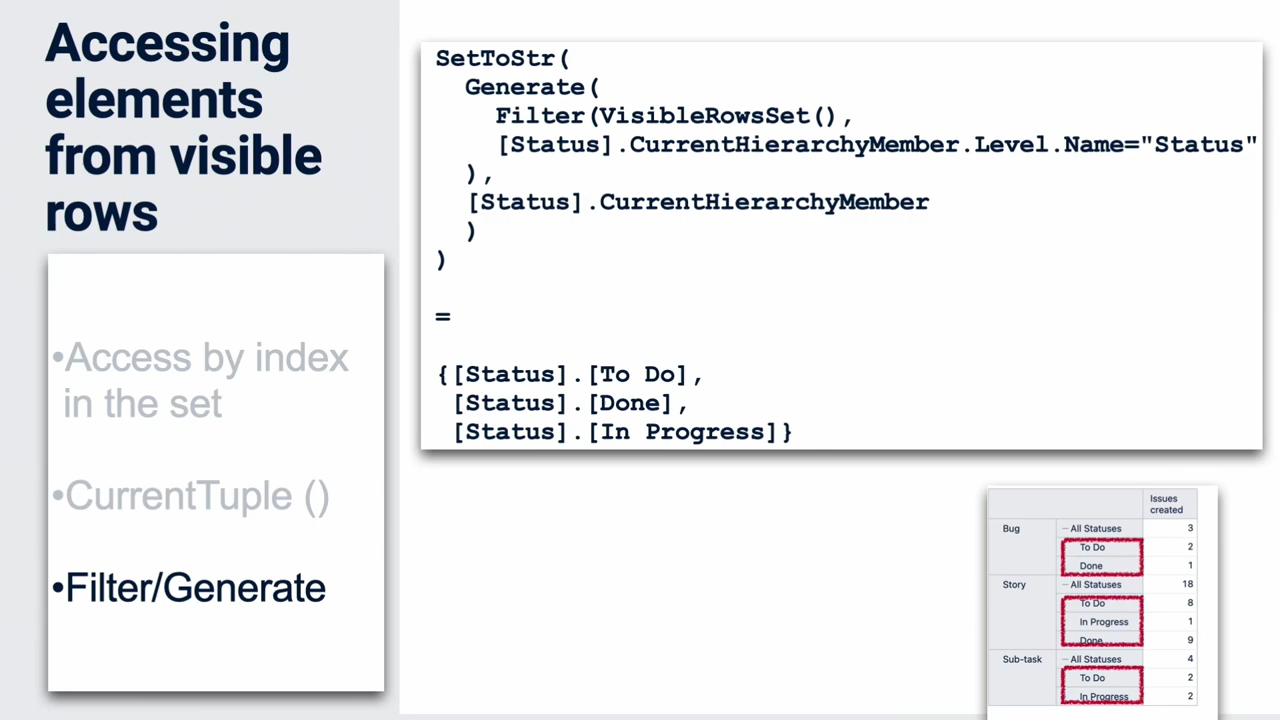 Accessing
elements
from visible
rows
•Access by index
in the set
•CurrentTuple ()
•Filter/Generate
SetToStr(
Generate(
Filter(VisibleRowsSet(),
[Status].CurrentHierarchyMember.Level.Name="Status"
),
[Status].CurrentHierarchyMember
)
)
=
{[Status].[To Do],
[Status].[Done],
[Status].[In Progress]}
Issues
created
Bug − All Statuses 3
To Do 2
Done 1
Story − All Statuses 18
To Do 8
In Progress 1
Done 9
Sub-task − All Statuses 4
To Do 2
In Progress 2